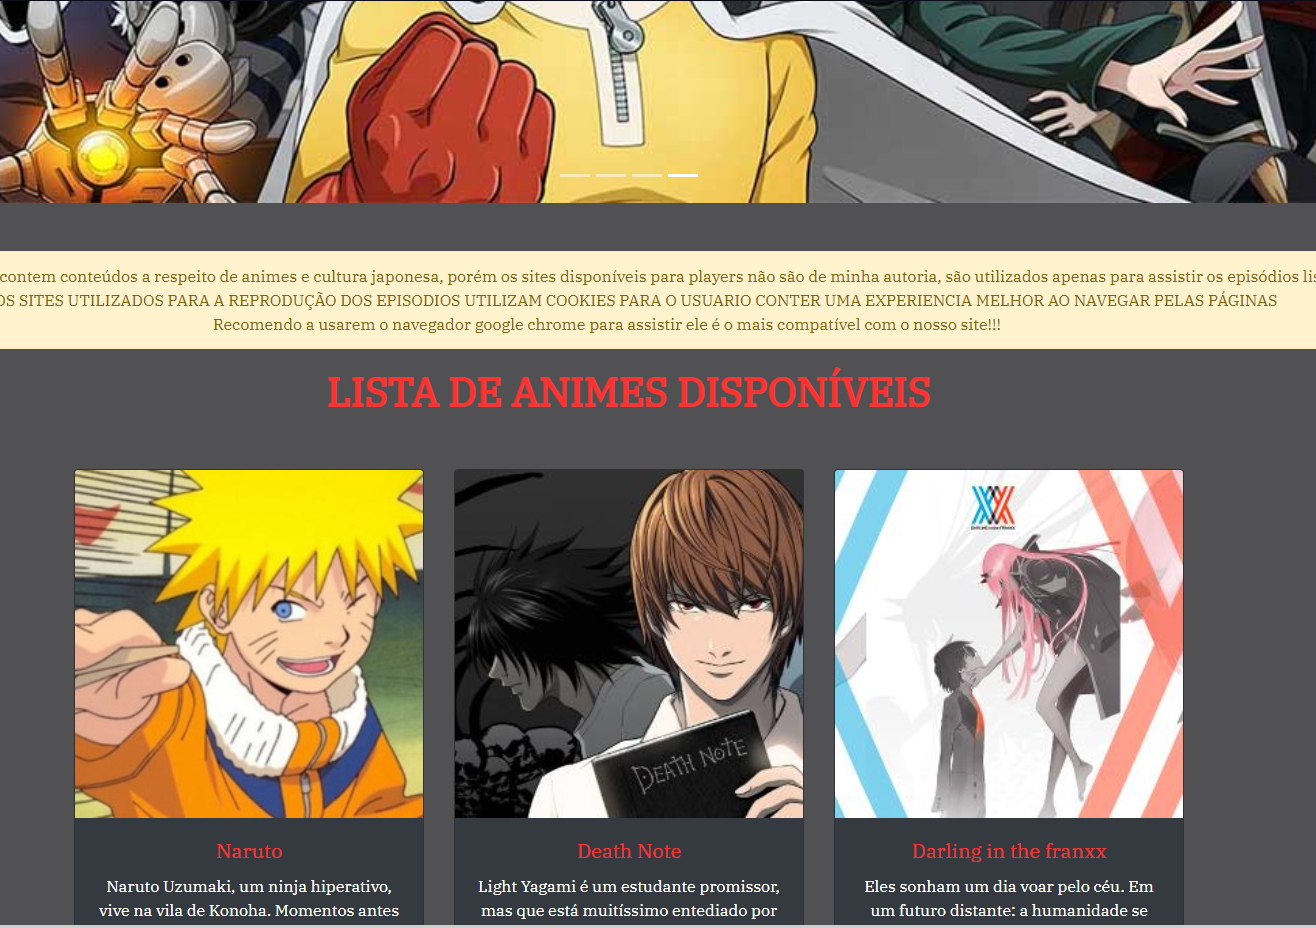 contem conteúdos a respeito de animes e cultura japonesa, porém os sites disponíveis para players não são de minha autoria, são utilizados apenas para assistir os episódios
OS SITES UTILIZADOS PARA A REPRODUÇÃO DOS EPISODIOS UTILIZAM COOKIES PARA O USUARIO CONTER UMA EXPERIENCIA MELHOR AO NAVEGAR PELAS PÁGINAS
Recomendo a usarem o navegador google chrome para assistir ele é o mais compatível com o nosso site!!!
LISTA DE ANIMES DISPONÍVEIS
DEATH NOTE
Naruto
Naruto Uzumaki, um ninja hiperativo,
vive na vila de Konoha. Momentos antes
Death Note
Light Yagami é um estudante promissor,
mas que está muitíssimo entediado por
Darling in the franxx
Eles sonham um dia voar pelo céu. Em
um futuro distante: a humanidade se